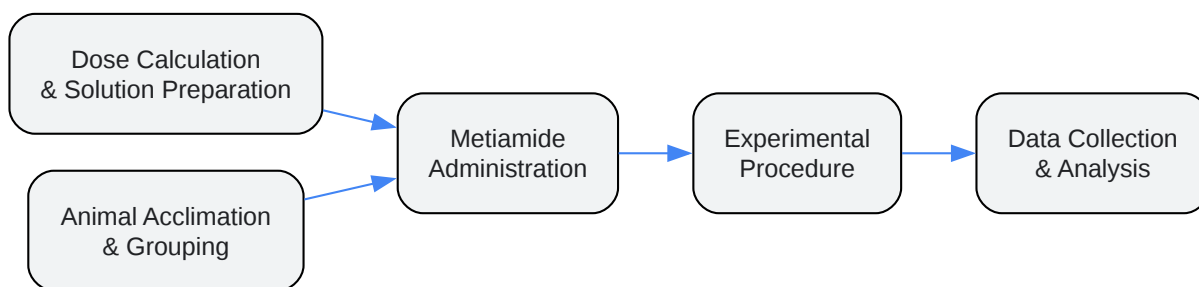 Dose Calculation
& Solution Preparation
Animal Acclimation
& Grouping
Metiamide
Administration
Experimental
Procedure
Data Collection
& Analysis